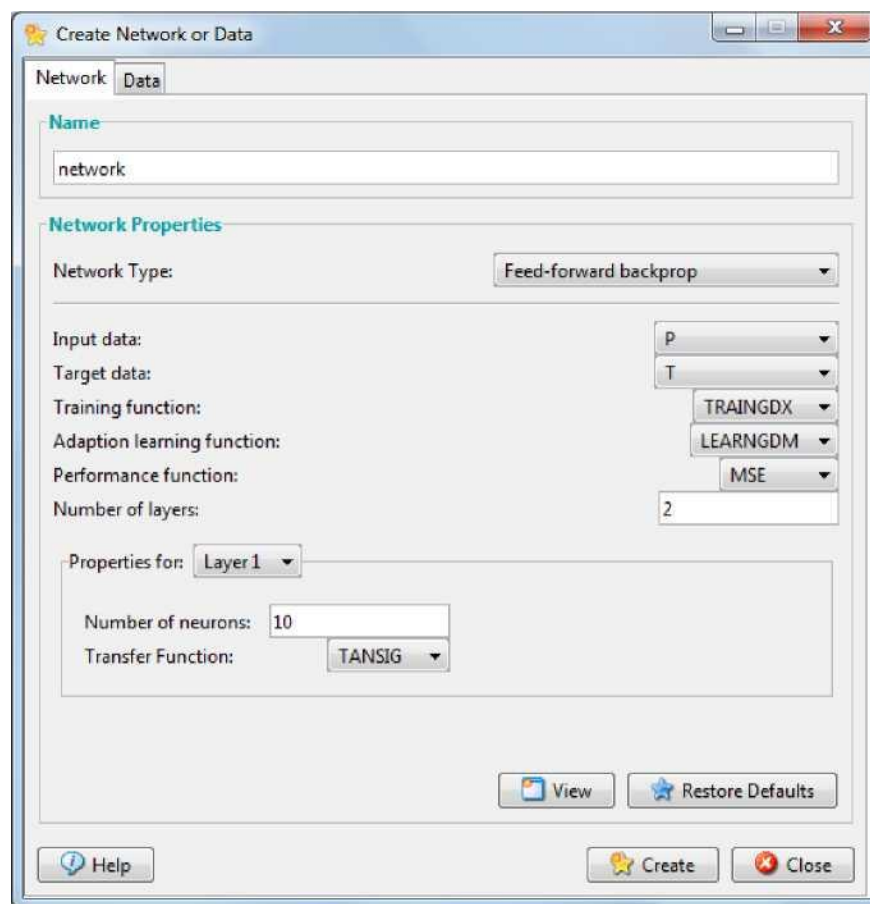 Create Network or Data
Network Data
Name
network
Network Properties
Network Type: Feed-forward backprop
Input data: P
Target data: T
Training function: TRAINGDX
Adaption learning function: LEARNGDM
Performance function: MSE
Number of layers: 2
Properties for: Layer 1
Number of neurons: 10
Transfer Function: TANSIG
View Restore Defaults
Help Create Close